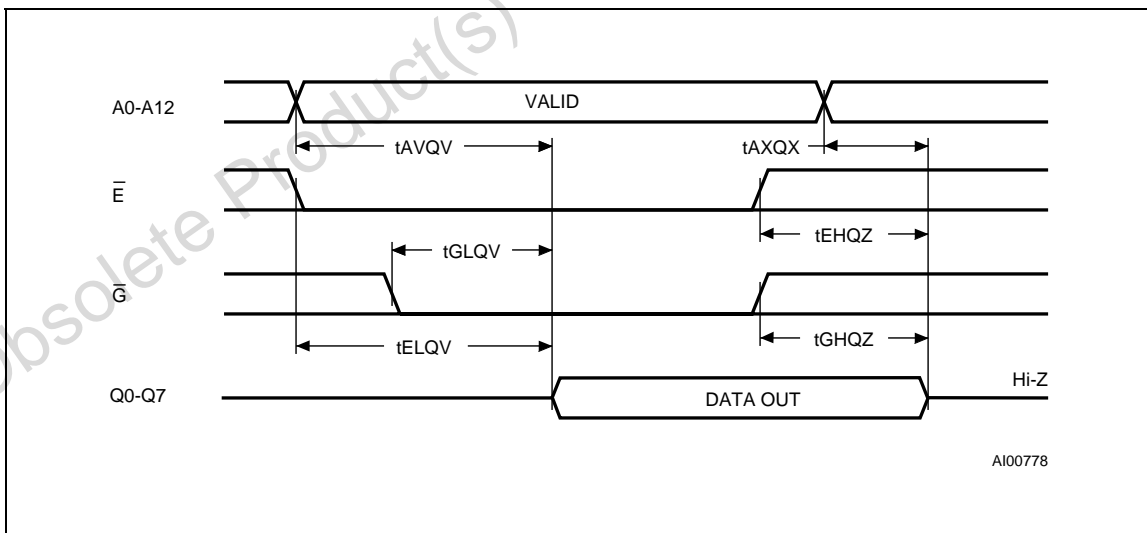 Obsolete Product(s)
A0-A12
VALID
tAVQV
tAXQX
E̅
tEHQZ
tGLQV
G̅
tGHQZ
tELQV
Hi-Z
Q0-Q7
DATA OUT
AI00778